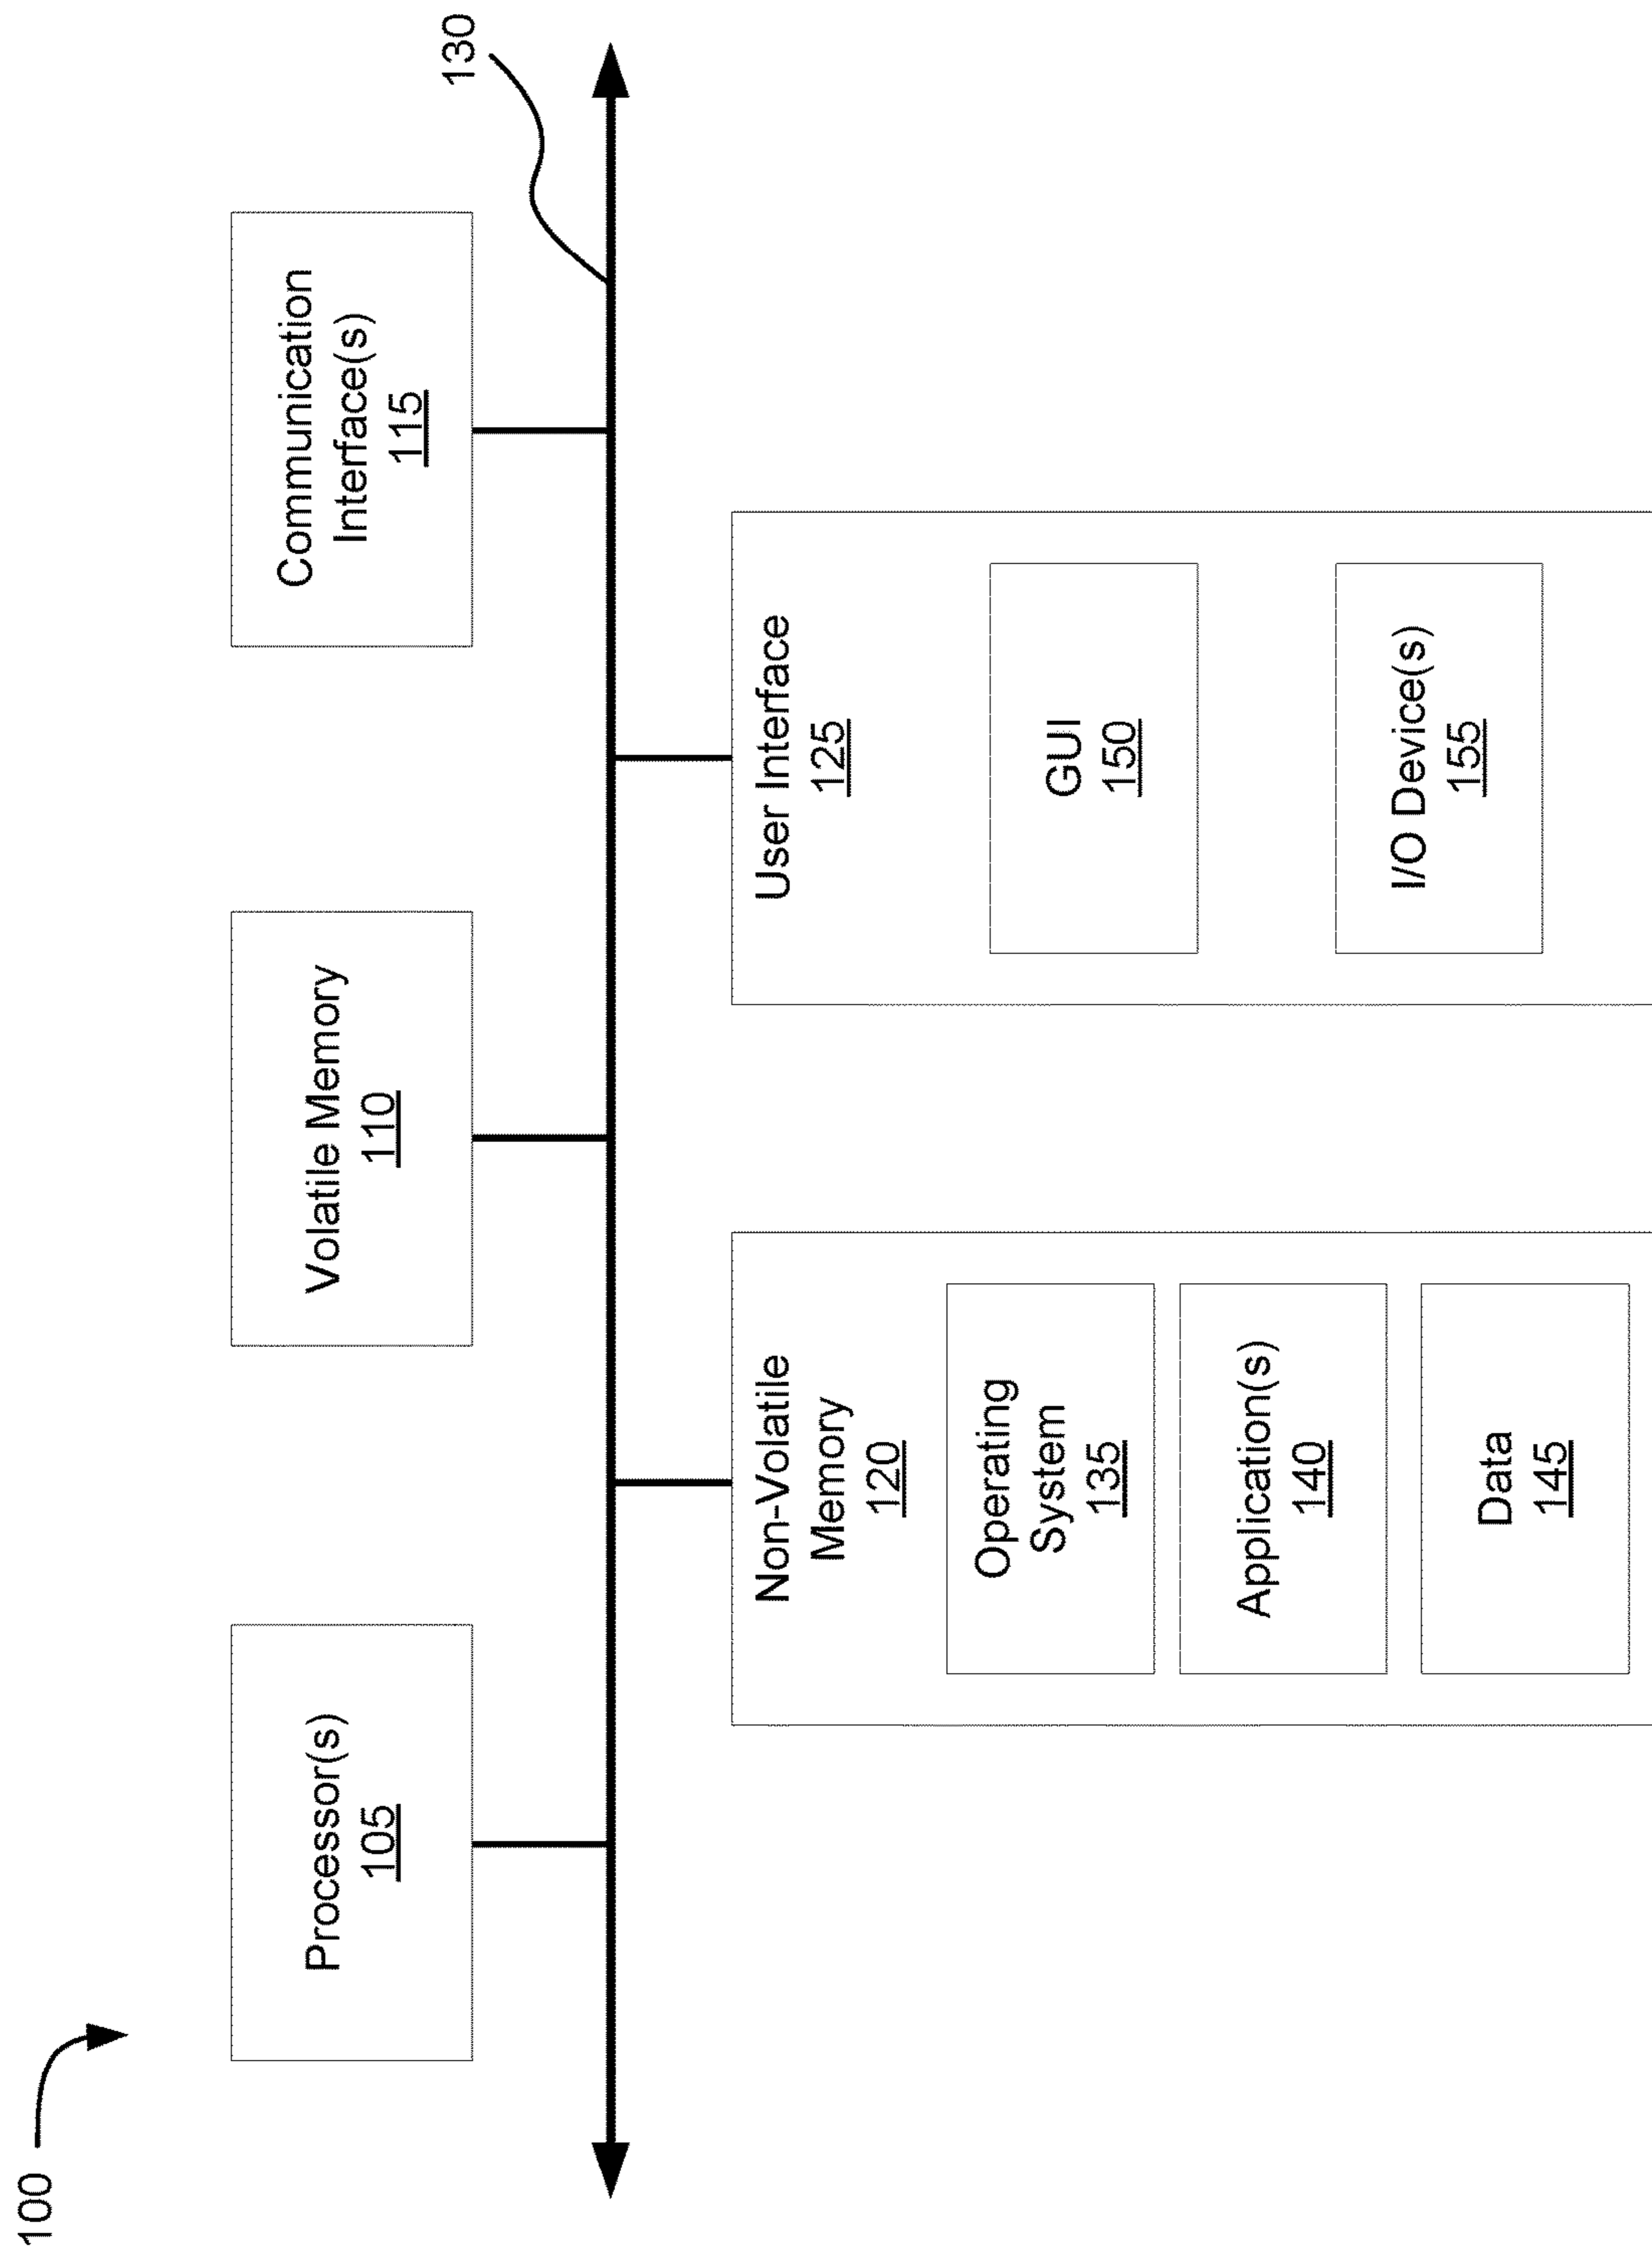 100
Processor(s)
105
Volatile Memory
110
Communication
Interface(s)
115
130
Non-Volatile
Memory
120
Operating
System
135
Application(s)
140
Data
145
User Interface
125
GUI
150
I/O Device(s)
155